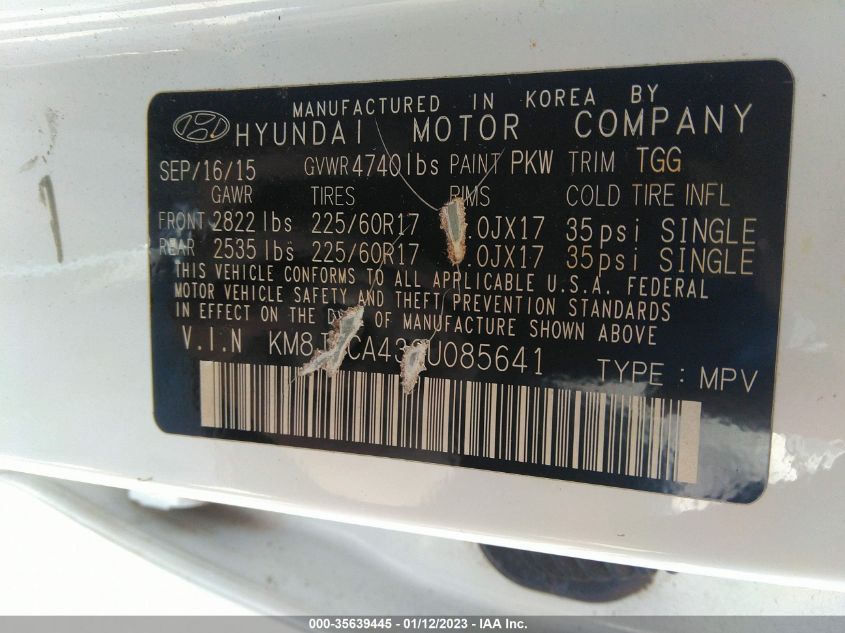 MANUFACTURED IN KOREA BY
HYUNDAI MOTOR COMPANY
SEP/16/15 GVWR 4740lbs PAINT PKW TRIM TGG
GAWR TIRES RIMS COLD TIRE INFL
FRONT 2822 lbs 225/60R17 0JX17 35psi SINGLE
REAR 2535 lbs 225/60R17 0JX17 35psi SINGLE
THIS VEHICLE CONFORMS TO ALL APPLICABLE U.S.A. FEDERAL
MOTOR VEHICLE SAFETY AND THEFT PREVENTION STANDARDS
IN EFFECT ON THE OF MANUFACTURE SHOWN ABOVE
V.I.N
TYPE : MPV
000-35639445 - 01/12/2023 - IAA Inc.